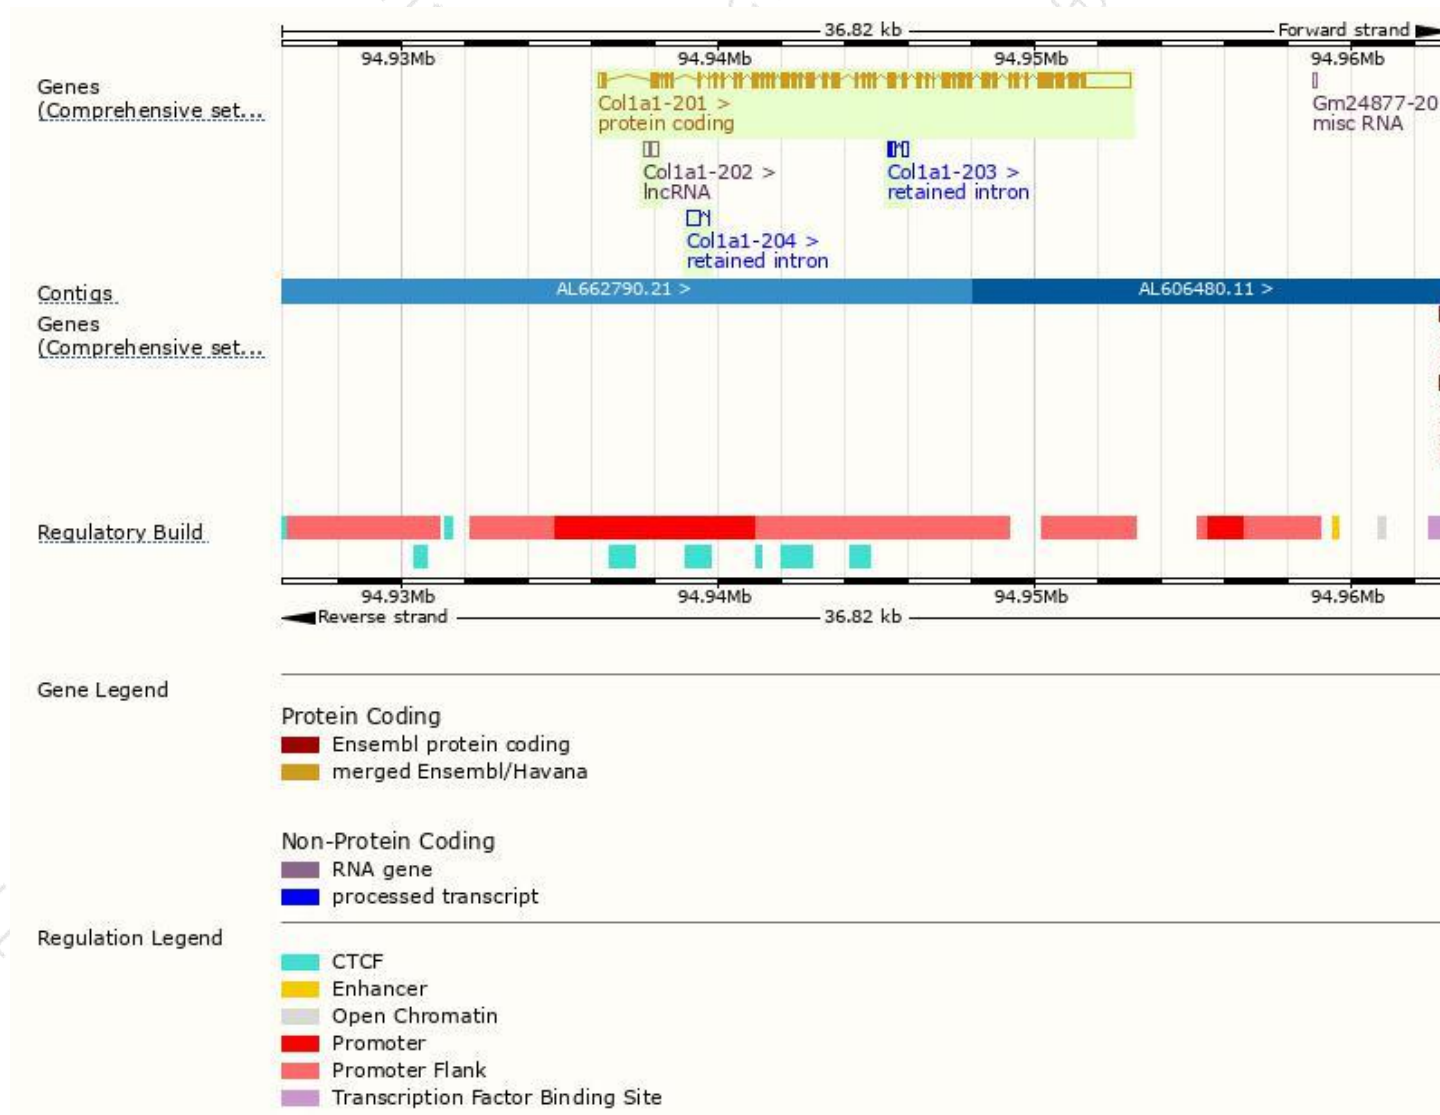 36.82 kb Forward strand
94.93Mb 94.94Mb 94.95Mb 94.96Mb
Genes
(Comprehensive set...
Col1a1-201 >
protein coding
Gm24877-20
misc RNA
Col1a1-202 >
lncRNA
Col1a1-203 >
retained intron
Col1a1-204 >
retained intron
Contigs
AL662790.21 > AL606480.11 >
Genes
(Comprehensive set...
Regulatory Build
94.93Mb 94.94Mb 94.95Mb 94.96Mb
Reverse strand 36.82 kb
Gene Legend
Protein Coding
Ensembl protein coding
merged Ensembl/Havana
Non-Protein Coding
RNA gene
processed transcript
Regulation Legend
CTCF
Enhancer
Open Chromatin
Promoter
Promoter Flank
Transcription Factor Binding Site